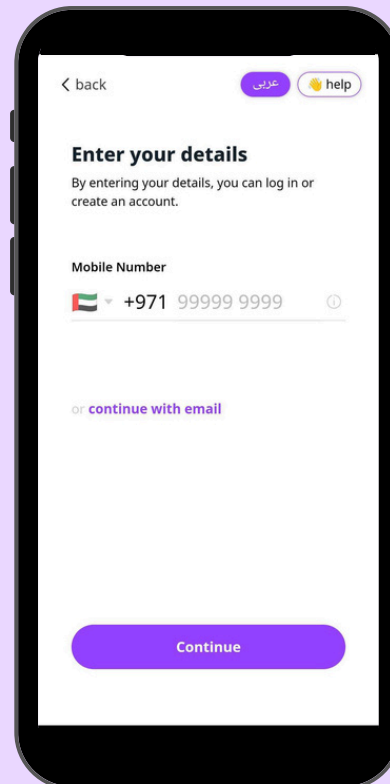 back
عربى
👋 help
Enter your details
By entering your details, you can log in or
create an account.
Mobile Number
+971 99999 9999
or continue with email
Continue